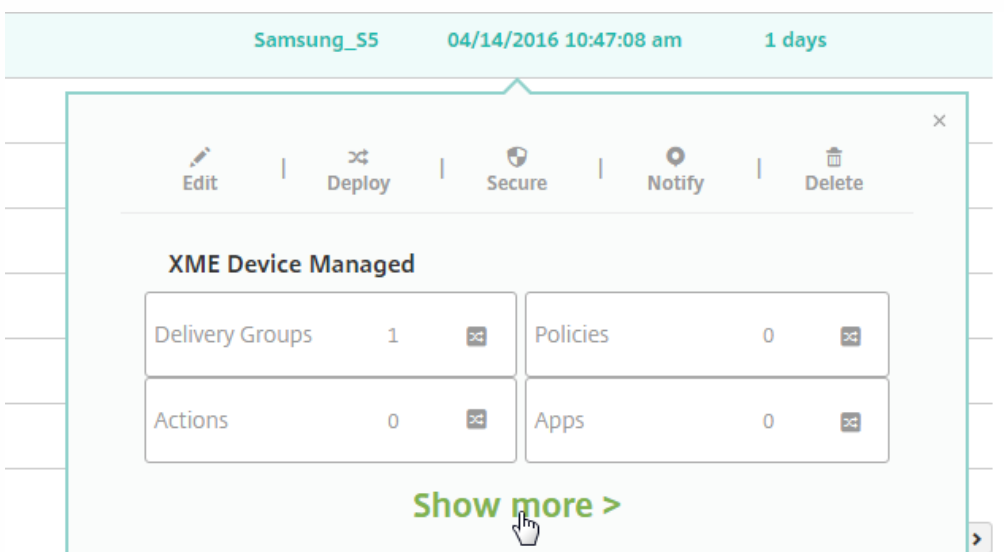 Samsung_S5 04/14/2016 10:47:08 am 1 days
×
Edit | Deploy | Secure | Notify | Delete
XME Device Managed
Delivery Groups 1 Policies 0
Actions 0 Apps 0
Show more >
>